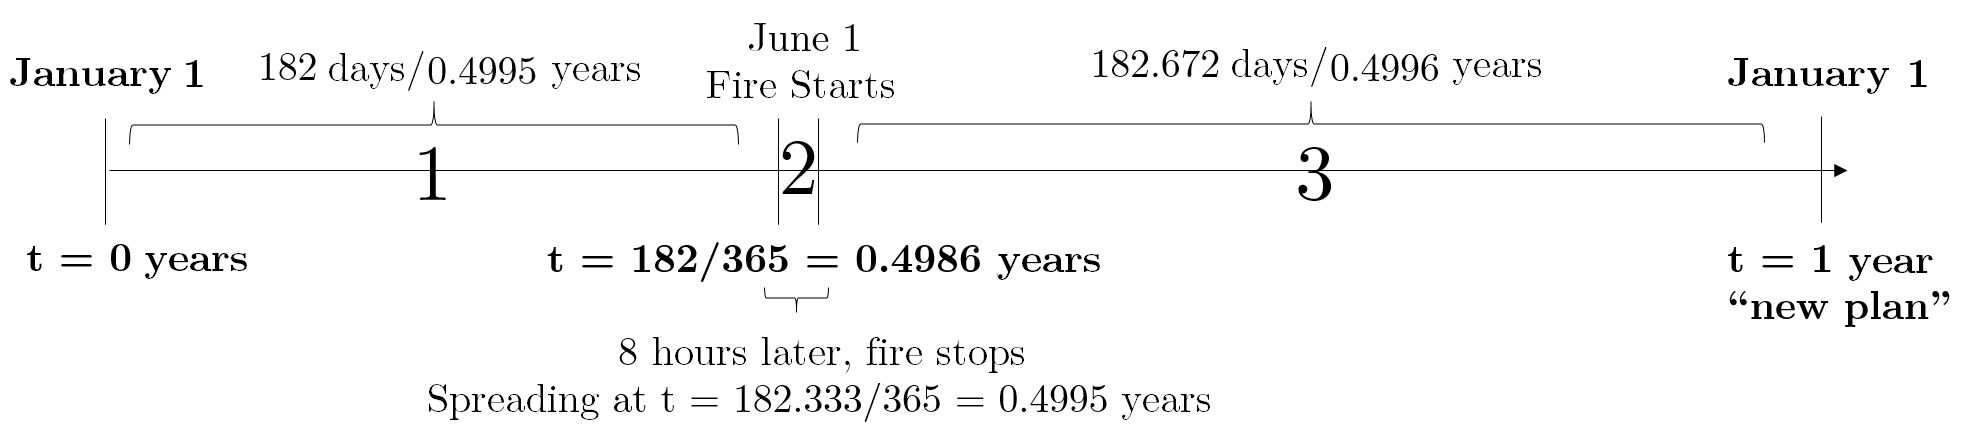 June 1
Fire Starts
January 1
182 days/0.4995 years
182.672 days/0.4996 years
January 1
1
2
3
t = 0 years
t = 182/365 = 0.4986 years
t = 1 year
“new plan”
8 hours later, fire stops
Spreading at t = 182.333/365 = 0.4995 years